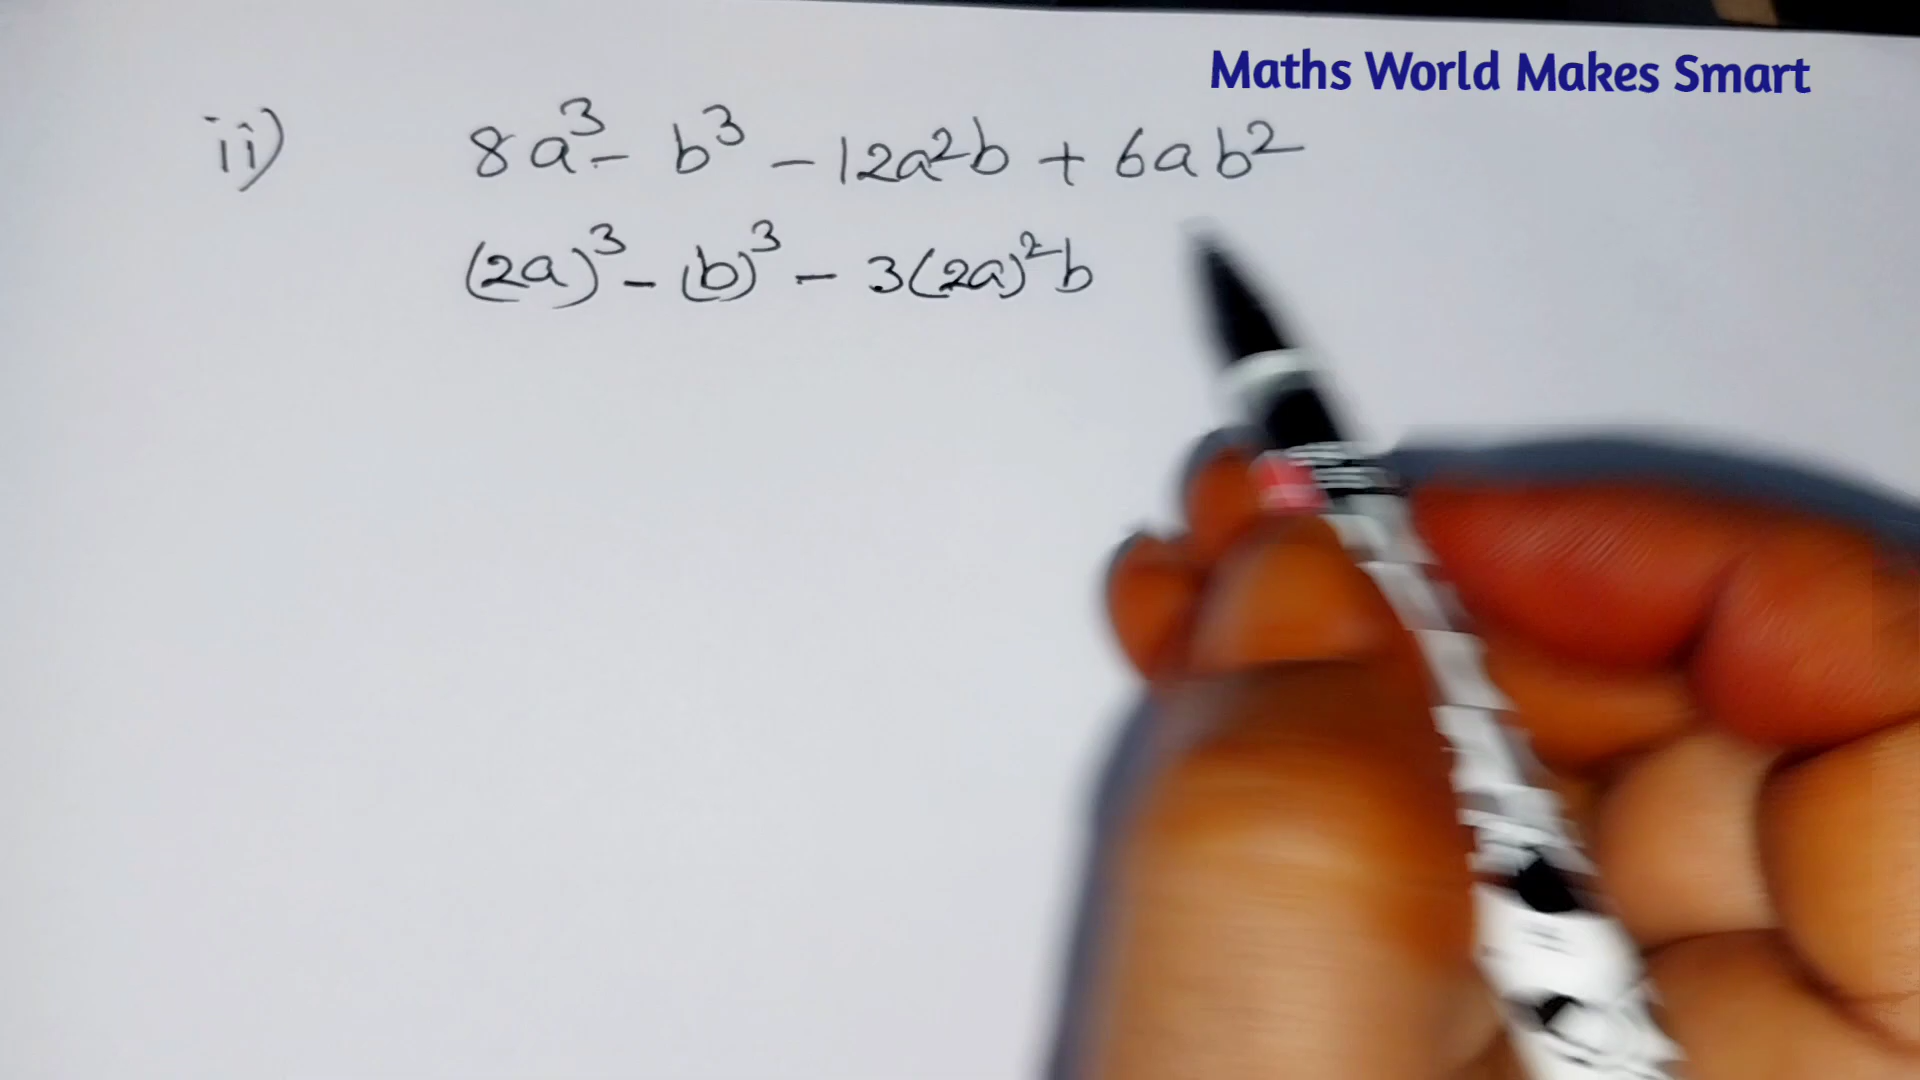 Maths World Makes Smart
ii) 8a³ - b³ - 12a²b + 6ab²
(2a)³ - (b)³ - 3(2a)²b